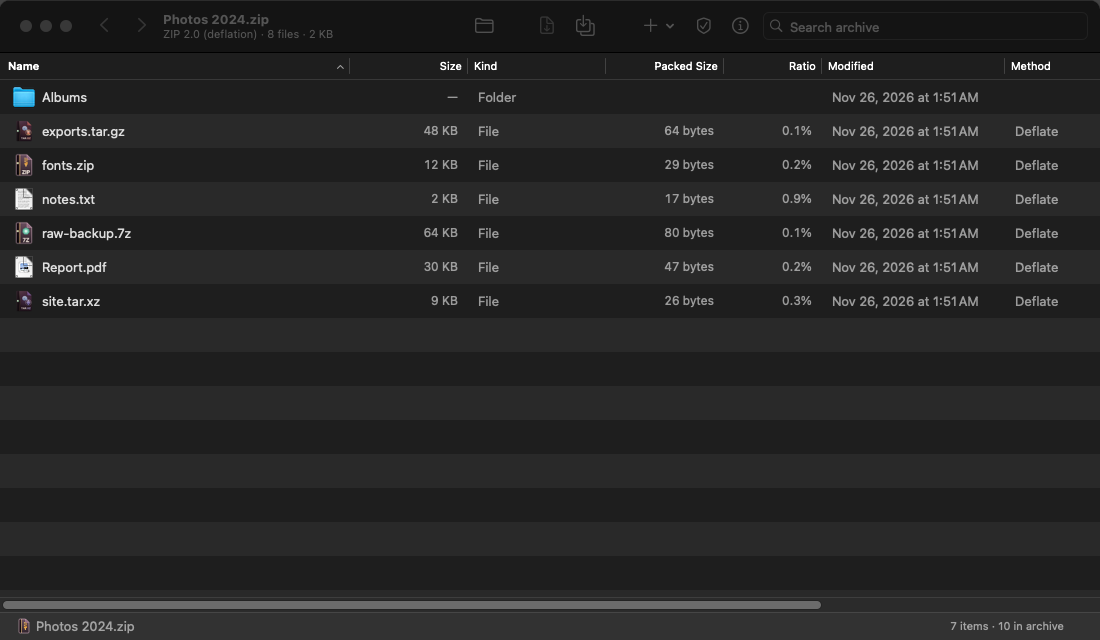 Photos 2024.zip
ZIP 2.0 (deflation) · 8 files · 2 KB
Search archive
Name Size Kind Packed Size Ratio Modified Method
Albums — Folder Nov 26, 2026 at 1:51 AM
exports.tar.gz 48 KB File 64 bytes 0.1% Nov 26, 2026 at 1:51 AM Deflate
fonts.zip 12 KB File 29 bytes 0.2% Nov 26, 2026 at 1:51 AM Deflate
notes.txt 2 KB File 17 bytes 0.9% Nov 26, 2026 at 1:51 AM Deflate
raw-backup.7z 64 KB File 80 bytes 0.1% Nov 26, 2026 at 1:51 AM Deflate
Report.pdf 30 KB File 47 bytes 0.2% Nov 26, 2026 at 1:51 AM Deflate
site.tar.xz 9 KB File 26 bytes 0.3% Nov 26, 2026 at 1:51 AM Deflate
Photos 2024.zip 7 items · 10 in archive